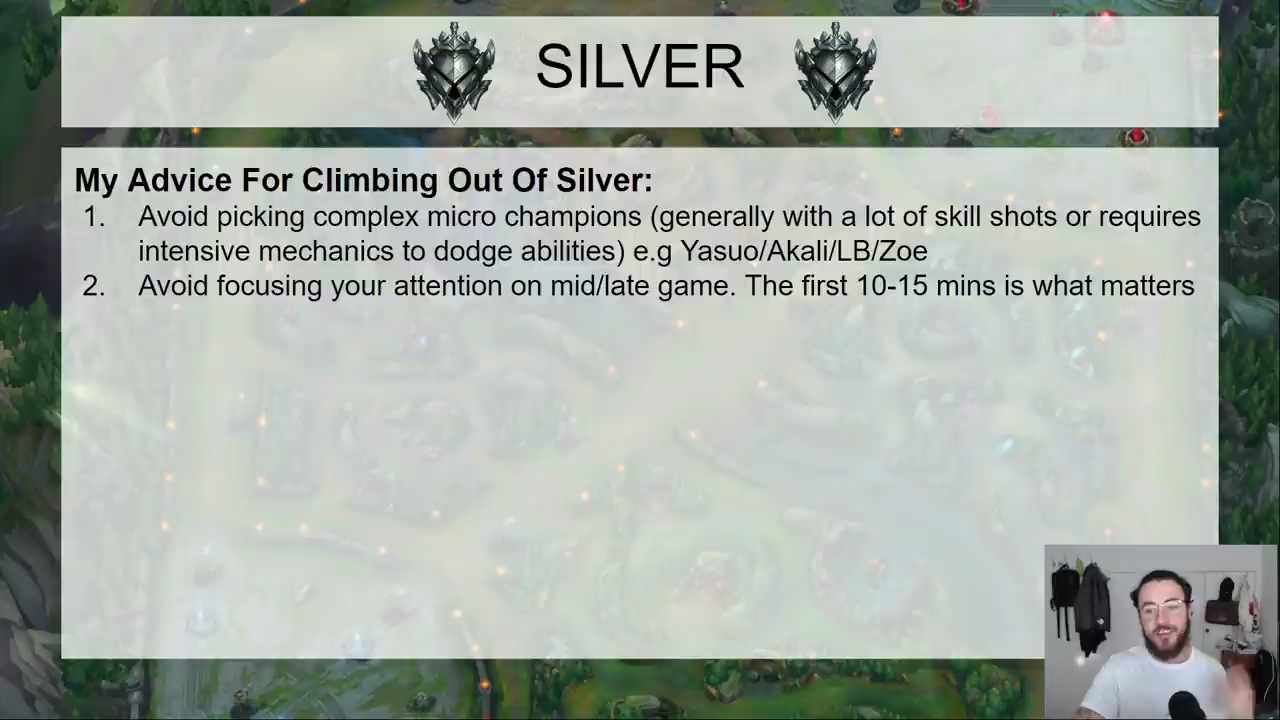 SILVER
My Advice For Climbing Out Of Silver:
1. Avoid picking complex micro champions (generally with a lot of skill shots or requires
intensive mechanics to dodge abilities) e.g Yasuo/Akali/LB/Zoe
2. Avoid focusing your attention on mid/late game. The first 10-15 mins is what matters